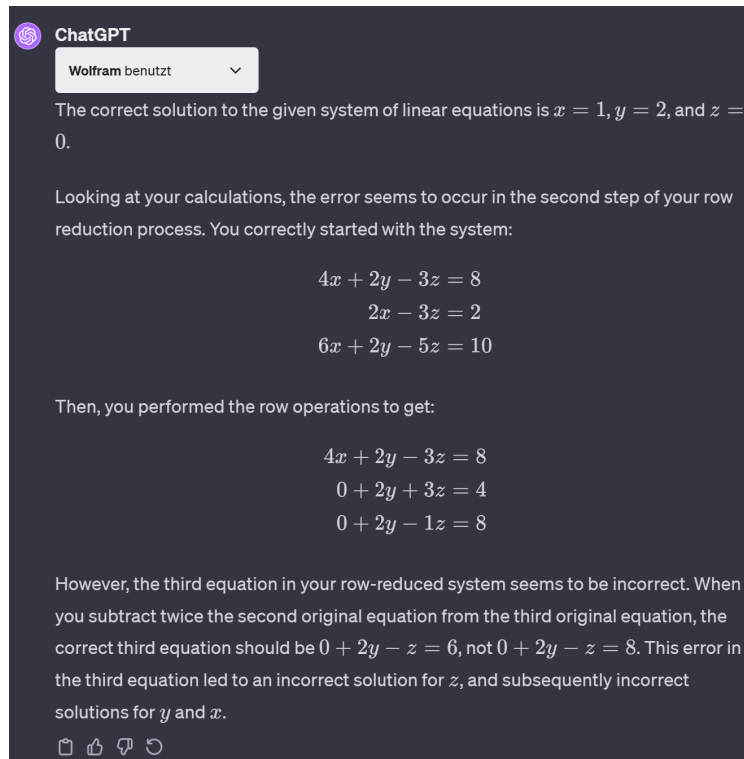 ChatGPT
Wolfram benutzt
The correct solution to the given system of linear equations is x = 1, y = 2, and z =
0.
Looking at your calculations, the error seems to occur in the second step of your row
reduction process. You correctly started with the system:
4x + 2y − 3z = 8
2x − 3z = 2
6x + 2y − 5z = 10
Then, you performed the row operations to get:
4x + 2y − 3z = 8
0 + 2y + 3z = 4
0 + 2y − 1z = 8
However, the third equation in your row-reduced system seems to be incorrect. When
you subtract twice the second original equation from the third original equation, the
correct third equation should be 0 + 2y − z = 6, not 0 + 2y − z = 8. This error in
the third equation led to an incorrect solution for z, and subsequently incorrect
solutions for y and x.